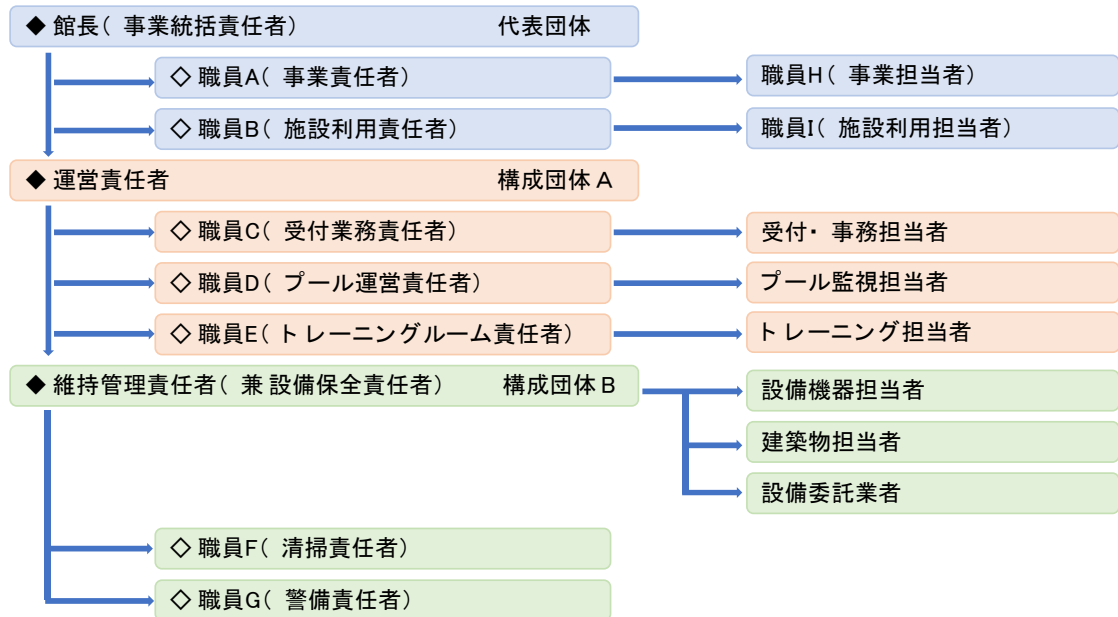 ◆ 館長( 事業統括責任者) 代表団体
◇ 職員A( 事業責任者) 職員H( 事業担当者)
◇ 職員B( 施設利用責任者) 職員I( 施設利用担当者)
◆ 運営責任者 構成団体 A
◇ 職員C( 受付業務責任者) 受付・ 事務担当者
◇ 職員D( プール運営責任者) プール監視担当者
◇ 職員E( トレーニングルーム責任者) トレーニング担当者
◆ 維持管理責任者( 兼 設備保全責任者) 構成団体 B
設備機器担当者
建築物担当者
設備委託業者
◇ 職員F( 清掃責任者)
◇ 職員G( 警備責任者)